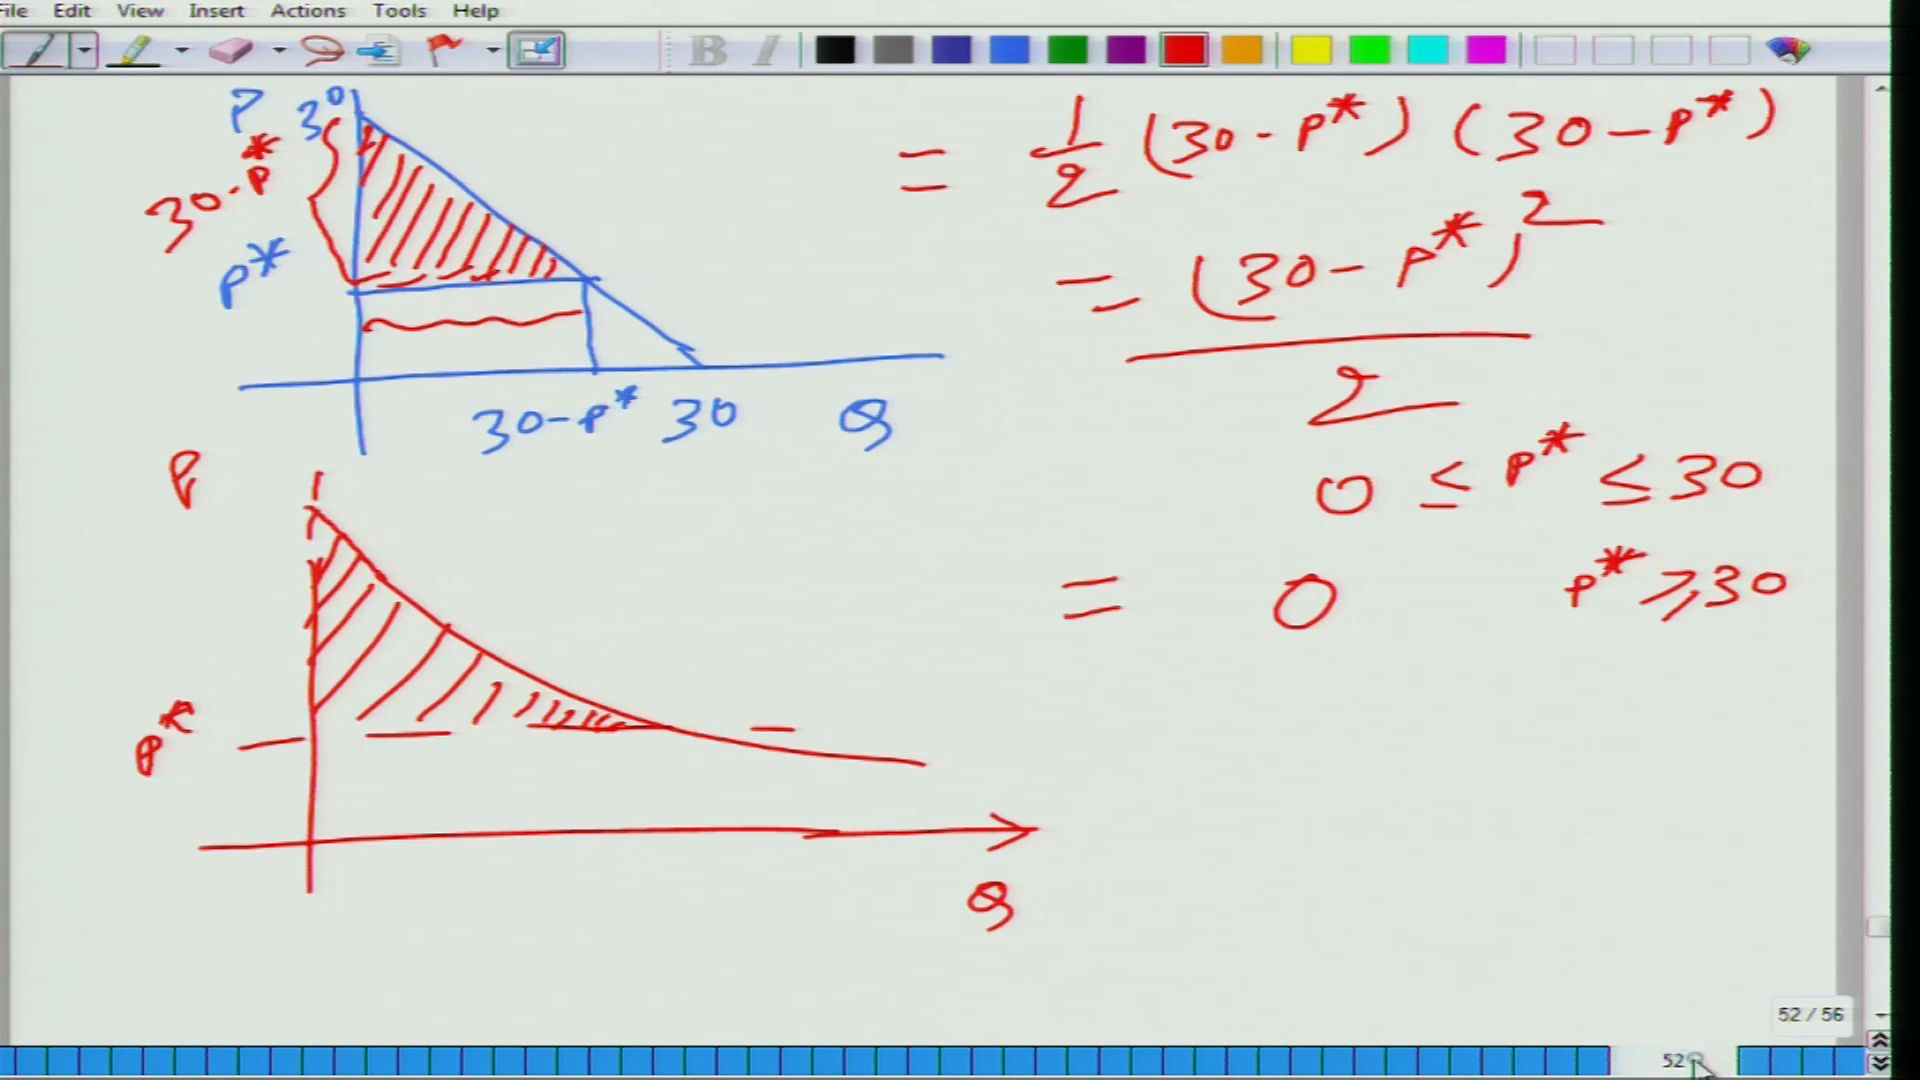 File Edit View Insert Actions Tools Help
B I
P 30
30-P*
P*
30-P* 30 Q
= 1/2 (30-P*) (30-P*)
= (30-P*)²
2
0 ≤ P* ≤ 30
= 0 P* ≥ 30
P
P*
Q
52 / 56
52